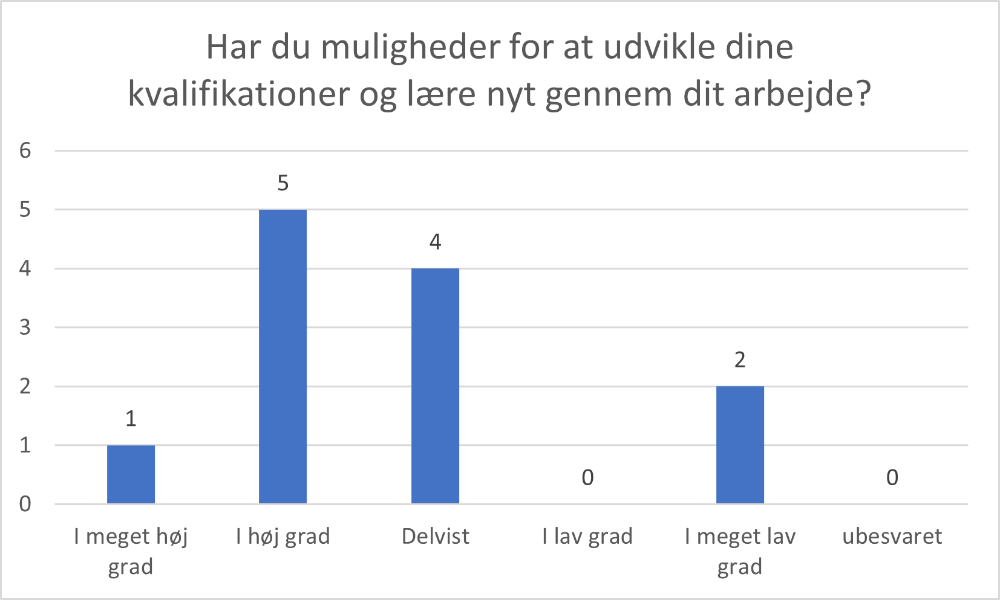 Har du muligheder for at udvikle dine
kvalifikationer og lære nyt gennem dit arbejde?
6
5
4
3
2
1
0
1
5
4
0
2
0
I meget høj
grad
I høj grad
Delvist
I lav grad
I meget lav
grad
ubesvaret